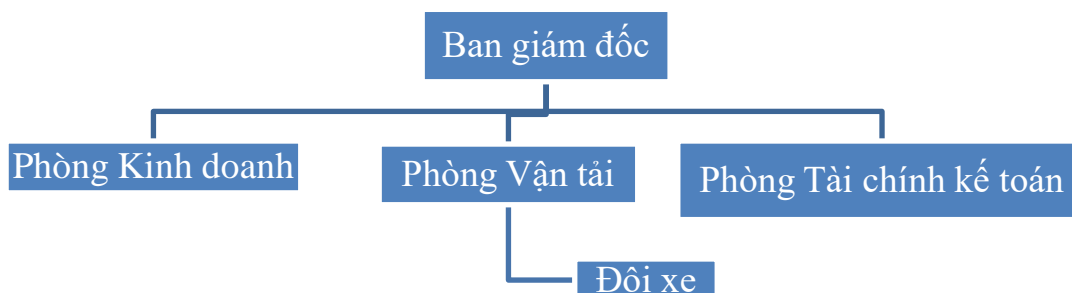 Ban giám đốc
Phòng Kinh doanh
Phòng Vận tải
Phòng Tài chính kế toán
Đôi xe